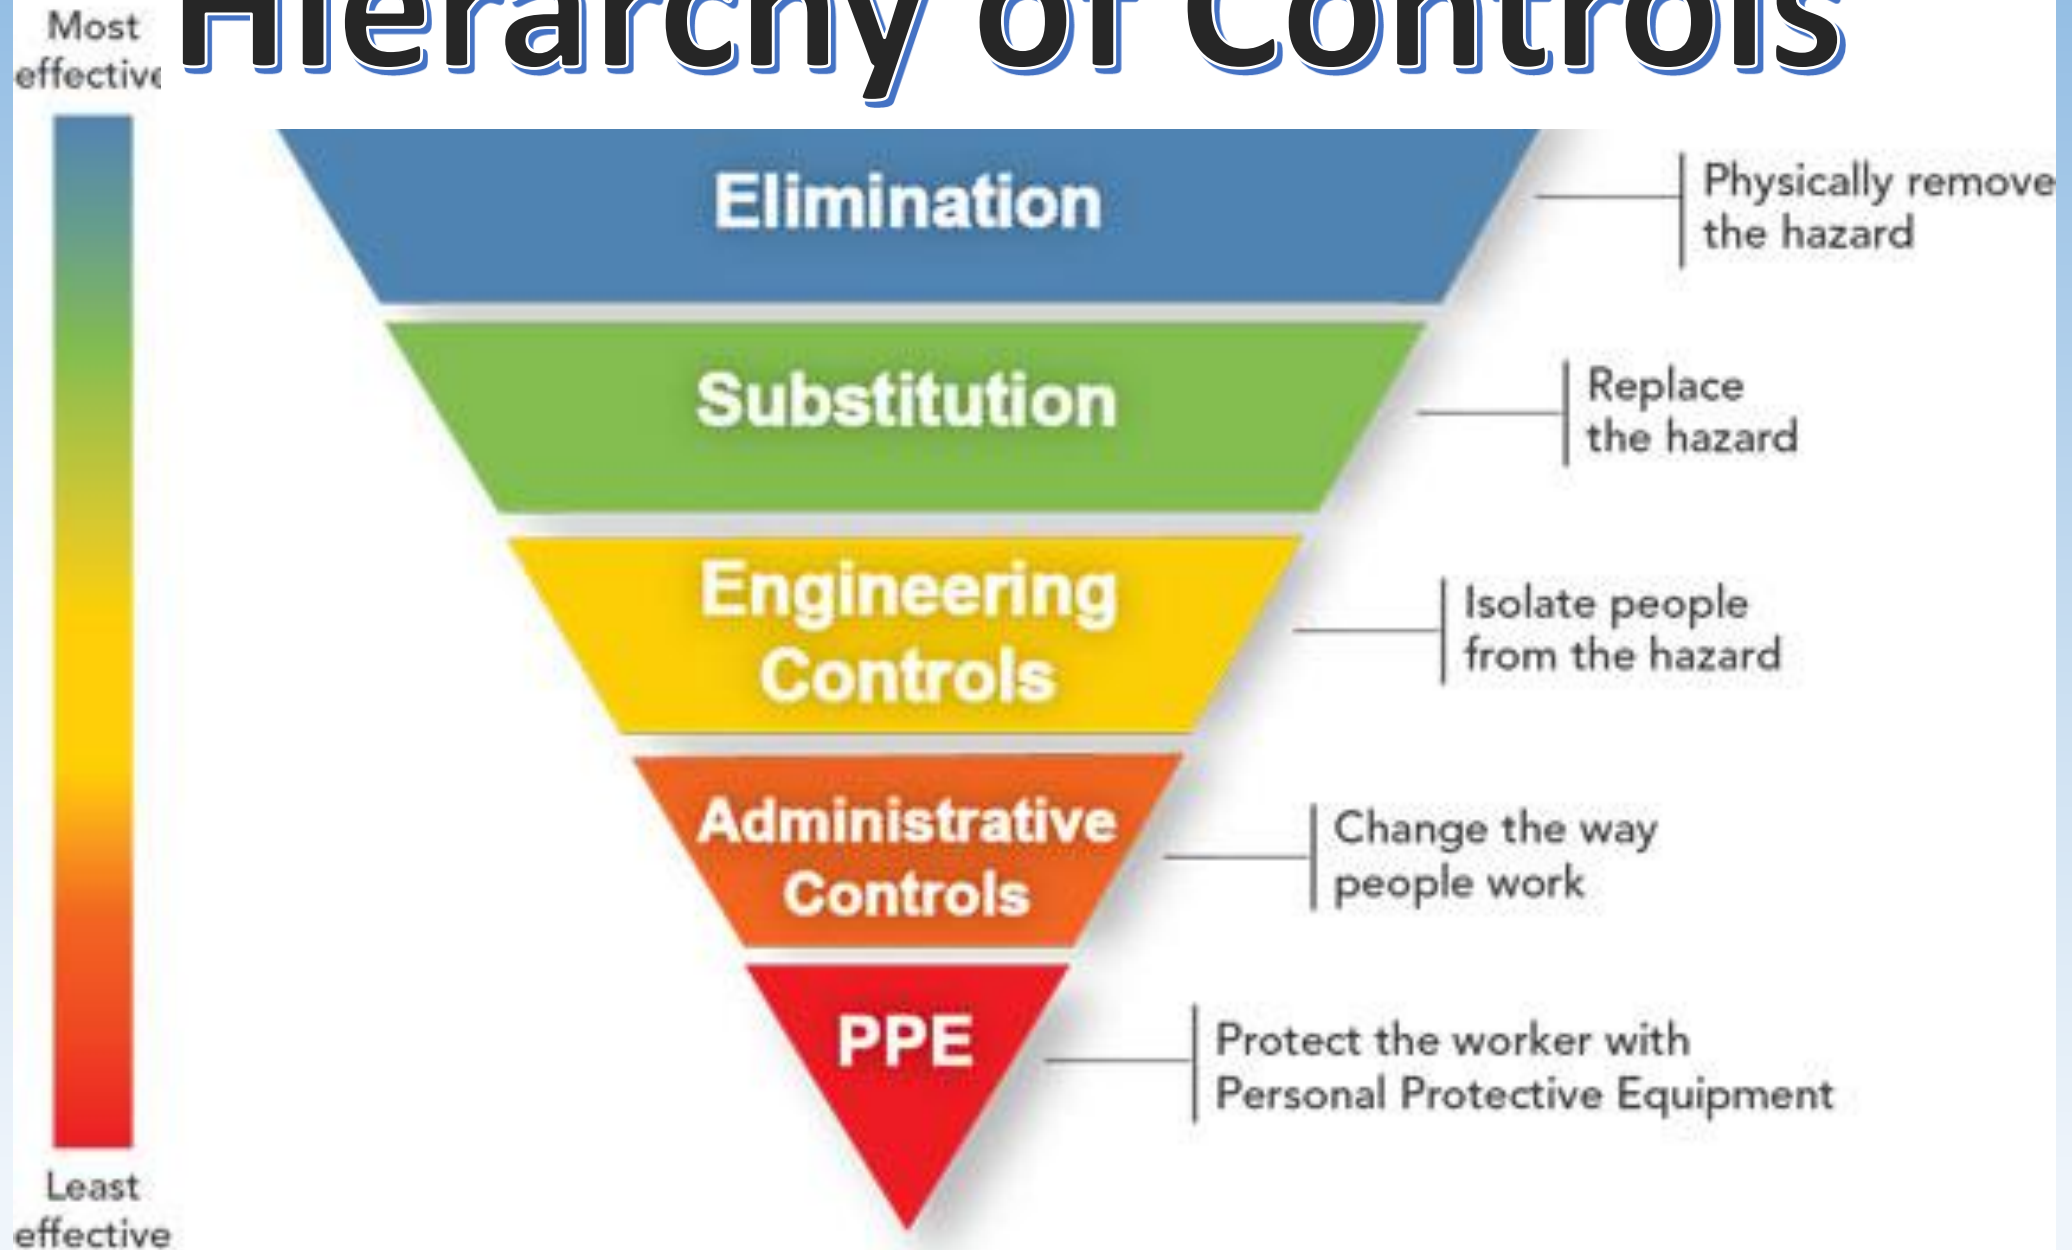 Hierarchy of Controls
Most
effective
Elimination
Physically remove
the hazard
Substitution
Replace
the hazard
Engineering
Controls
Isolate people
from the hazard
Administrative
Controls
Change the way
people work
PPE
Protect the worker with
Personal Protective Equipment
Least
effective